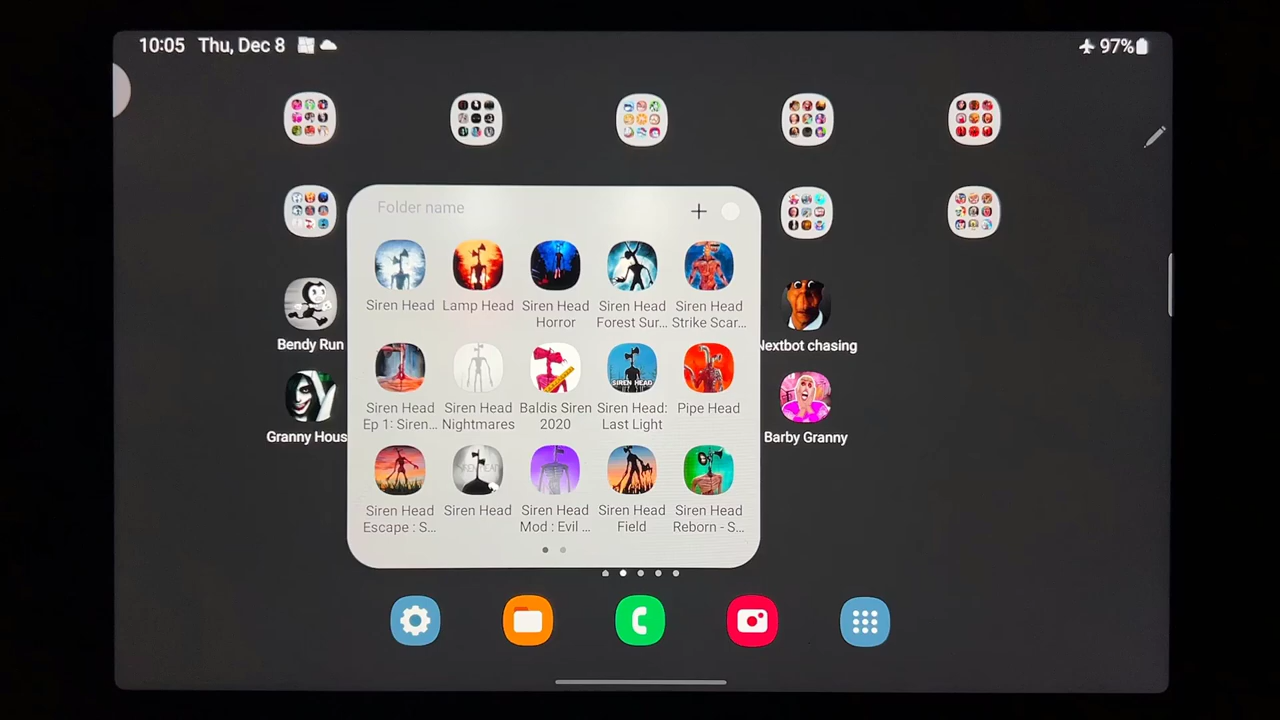 10:05 Thu, Dec 8
97%
Folder name
Siren Head
Lamp Head
Siren Head
Horror
Siren Head
Forest Sur...
Siren Head
Strike Scar...
Siren Head
Ep 1: Siren...
Siren Head
Nightmares
Baldis Siren
2020
Siren Head:
Last Light
SIREN HEAD
Pipe Head
Siren Head
Escape : S...
Siren Head
Siren Head
Mod : Evil ...
Siren Head
Field
Siren Head
Reborn - S...
Bendy Run
Nextbot chasing
Granny Hous
Barby Granny